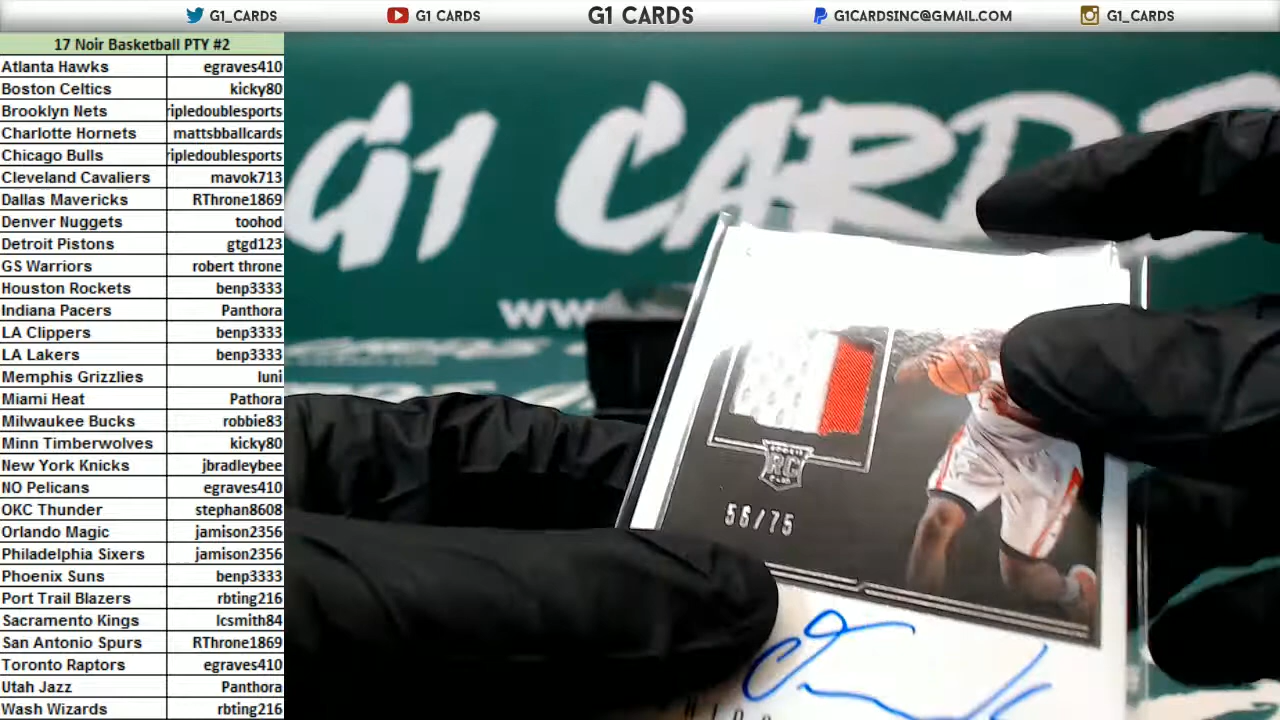 G1_CARDS
G1 CARDS
G1 CARDS
G1CARDSINC@GMAIL.COM
G1_CARDS
17 Noir Basketball PTY #2
Atlanta Hawks egraves410
Boston Celtics kicky80
Brooklyn Nets ripledoublesports
Charlotte Hornets mattsbballcards
Chicago Bulls ripledoublesports
Cleveland Cavaliers mavok713
Dallas Mavericks RThrone1869
Denver Nuggets toohod
Detroit Pistons gtgd123
GS Warriors robert throne
Houston Rockets benp3333
Indiana Pacers Panthora
LA Clippers benp3333
LA Lakers benp3333
Memphis Grizzlies luni
Miami Heat Pathora
Milwaukee Bucks robbie83
Minn Timberwolves kicky80
New York Knicks jbradleybee
NO Pelicans egraves410
OKC Thunder stephan8608
Orlando Magic jamison2356
Philadelphia Sixers jamison2356
Phoenix Suns benp3333
Port Trail Blazers rbting216
Sacramento Kings lcsmith84
San Antonio Spurs RThrone1869
Toronto Raptors egraves410
Utah Jazz Panthora
Wash Wizards rbting216
G1 CARD
www.
RC
56/75